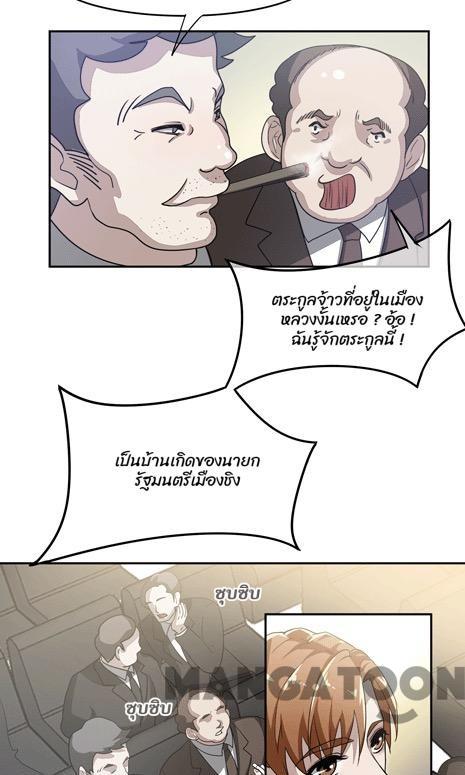 ตระกูลจ้าวที่อยู่ในเมือง
หลวงงั้นเหรอ ? อ้อ !
ฉันรู้จักตระกูลนี้ !
เป็นบ้านเกิดของนายก
รัฐมนตรีเมืองชิง
ซุบซิบ
ซุบซิบ
MANGATOON